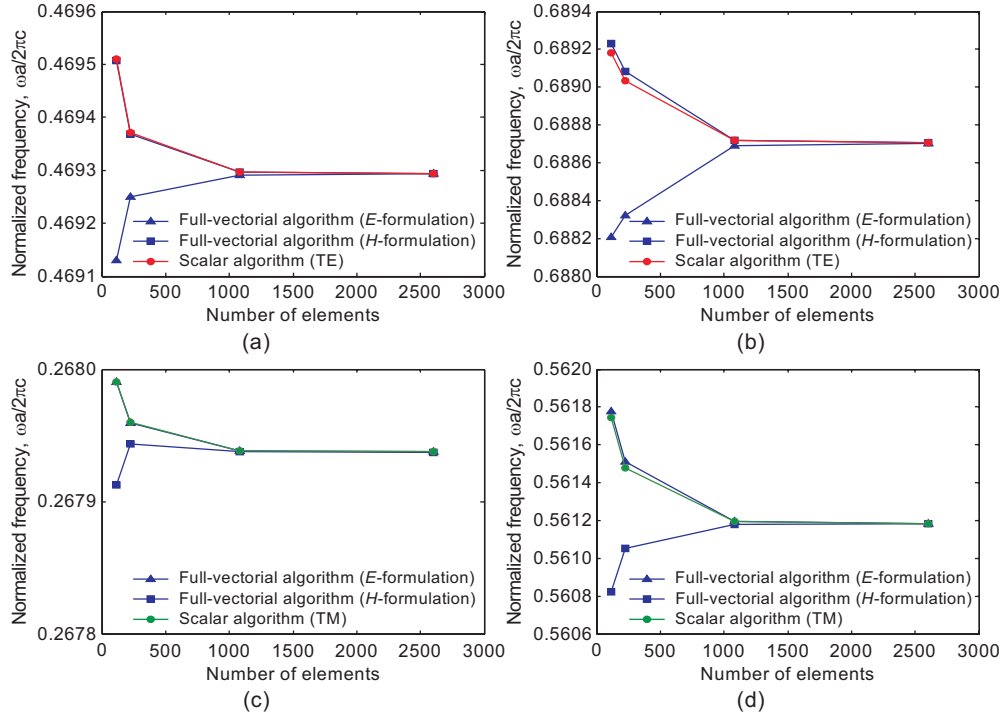 Normalized frequency, ωa/2πc
0.4696
0.4695
0.4694
0.4693
0.4692
0.4691
Full-vectorial algorithm (E-formulation)
Full-vectorial algorithm (H-formulation)
Scalar algorithm (TE)
0 500 1000 1500 2000 2500 3000
Number of elements
(a)
Normalized frequency, ωa/2πc
0.6894
0.6892
0.6890
0.6888
0.6886
0.6884
0.6882
0.6880
Full-vectorial algorithm (E-formulation)
Full-vectorial algorithm (H-formulation)
Scalar algorithm (TE)
0 500 1000 1500 2000 2500 3000
Number of elements
(b)
Normalized frequency, ωa/2πc
0.2680
0.2679
0.2678
Full-vectorial algorithm (E-formulation)
Full-vectorial algorithm (H-formulation)
Scalar algorithm (TM)
0 500 1000 1500 2000 2500 3000
Number of elements
(c)
Normalized frequency, ωa/2πc
0.5620
0.5618
0.5616
0.5614
0.5612
0.5610
0.5608
0.5606
Full-vectorial algorithm (E-formulation)
Full-vectorial algorithm (H-formulation)
Scalar algorithm (TM)
0 500 1000 1500 2000 2500 3000
Number of elements
(d)